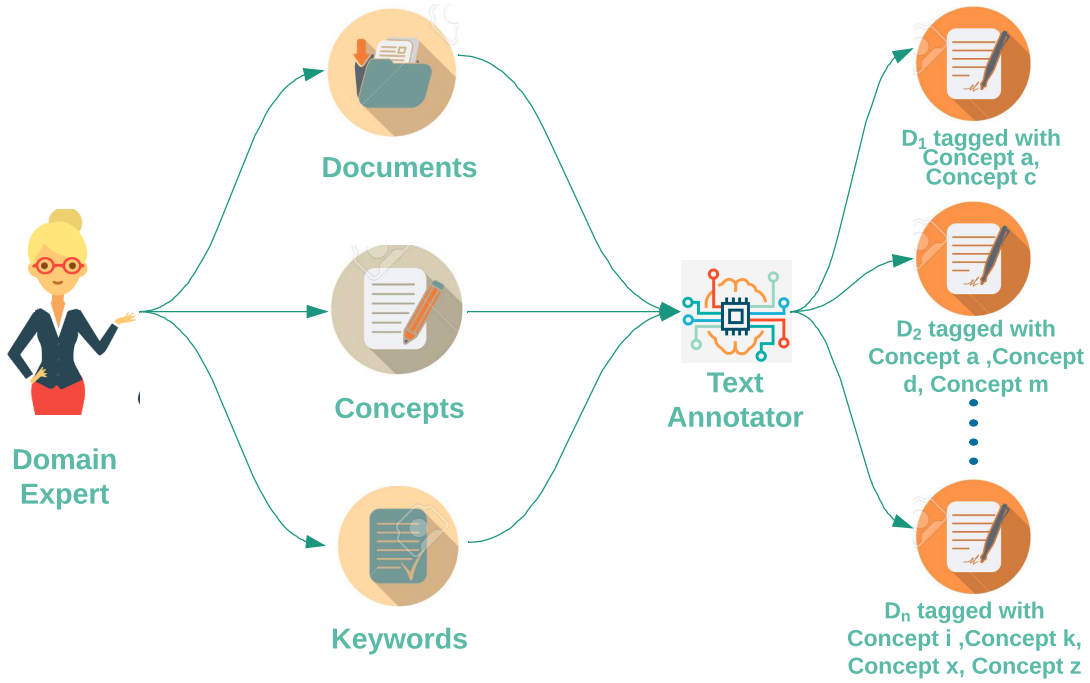 Documents
Concepts
Keywords
Domain
Expert
Text
Annotator
D₁ tagged with
Concept a,
Concept c
D₂ tagged with
Concept a ,Concept
d, Concept m
Dₙ tagged with
Concept i ,Concept k,
Concept x, Concept z